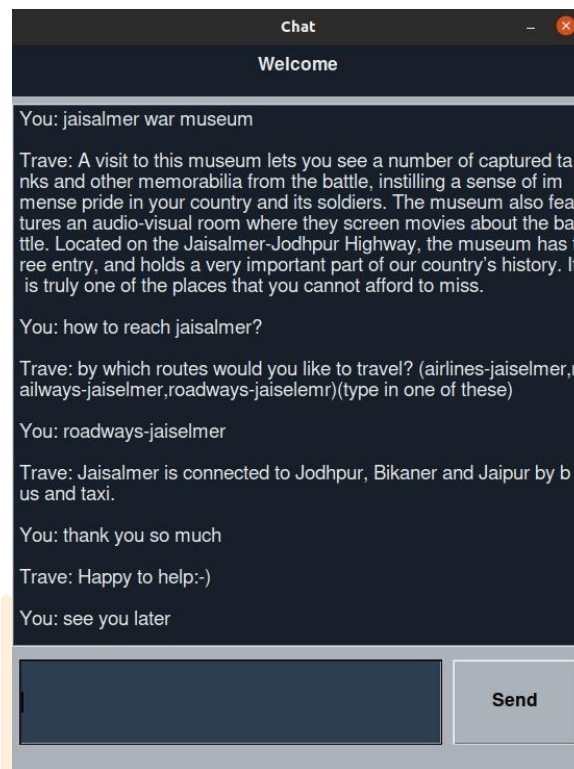 Chat
Welcome
You: jaisalmer war museum
Trave: A visit to this museum lets you see a number of captured ta
nks and other memorabilia from the battle, instilling a sense of im
mense pride in your country and its soldiers. The museum also fea
tures an audio-visual room where they screen movies about the ba
ttle. Located on the Jaisalmer-Jodhpur Highway, the museum has
ree entry, and holds a very important part of our country's history. It
is truly one of the places that you cannot afford to miss.
You: how to reach jaisalmer?
Trave: by which routes would you like to travel? (airlines-jaiselmer,
ailways-jaiselmer,roadways-jaiselemr)(type in one of these)
You: roadways-jaiselmer
Trave: Jaisalmer is connected to Jodhpur, Bikaner and Jaipur by b
us and taxi.
You: thank you so much
Trave: Happy to help:-)
You: see you later
Send